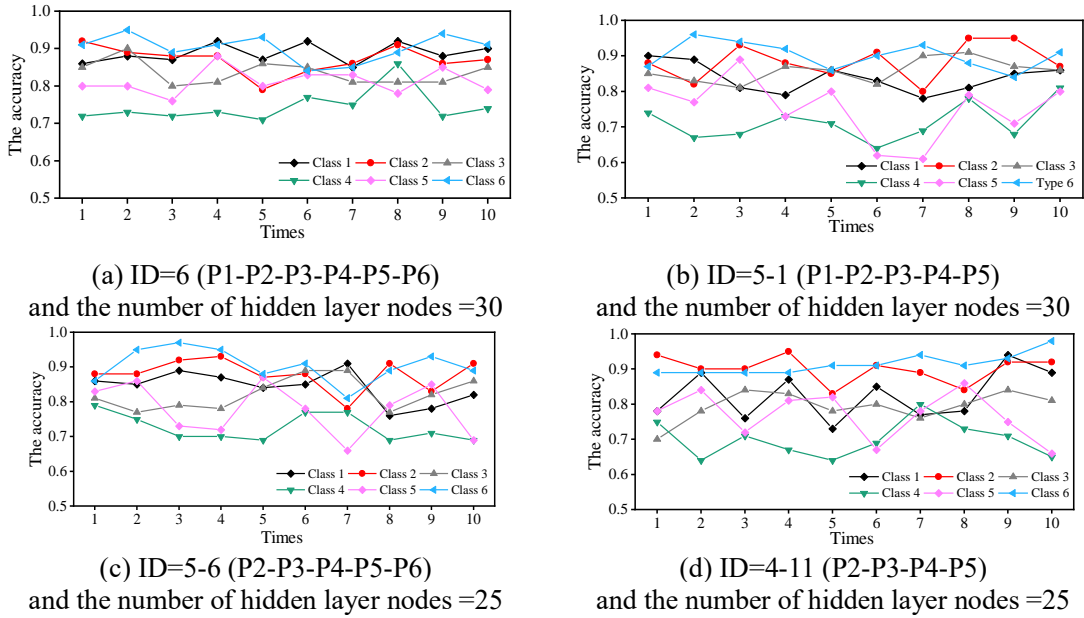 1.0
0.9
0.8
0.7
0.6
0.5
The accuracy
Class 1 Class 2 Class 3
Class 4 Class 5 Class 6
1 2 3 4 5 6 7 8 9 10
Times
(a) ID=6 (P1-P2-P3-P4-P5-P6)
and the number of hidden layer nodes =30
1.0
0.9
0.8
0.7
0.6
0.5
The accuracy
Class 1 Class 2 Class 3
Class 4 Class 5 Type 6
1 2 3 4 5 6 7 8 9 10
Times
(b) ID=5-1 (P1-P2-P3-P4-P5)
and the number of hidden layer nodes =30
1.0
0.9
0.8
0.7
0.6
0.5
The accuracy
Class 1 Class 2 Class 3
Class 4 Class 5 Class 6
1 2 3 4 5 6 7 8 9 10
Times
(c) ID=5-6 (P2-P3-P4-P5-P6)
and the number of hidden layer nodes =25
1.0
0.9
0.8
0.7
0.6
0.5
The accuracy
Class 1 Class 2 Class 3
Class 4 Class 5 Class 6
1 2 3 4 5 6 7 8 9 10
Times
(d) ID=4-11 (P2-P3-P4-P5)
and the number of hidden layer nodes =25